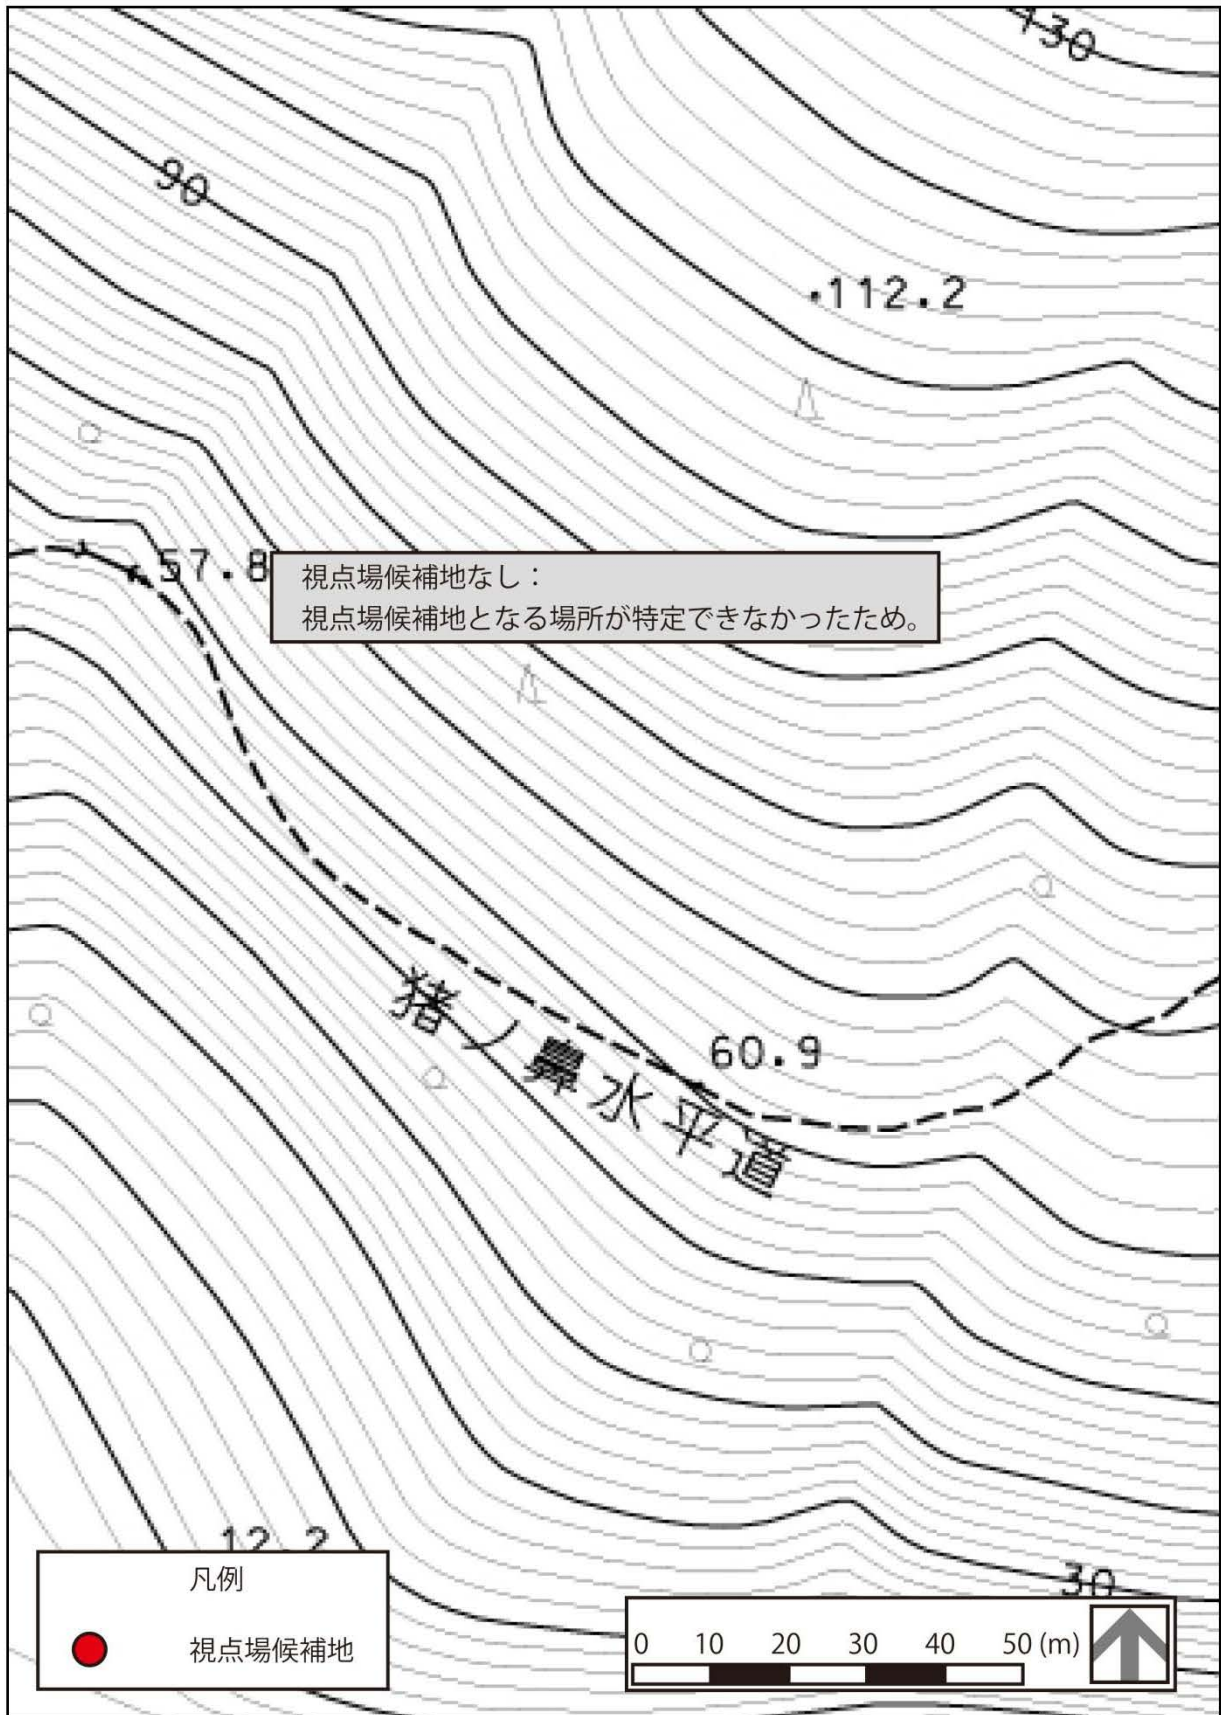 130
90
112.2
57.8
視点場候補地なし：
視点場候補地となる場所が特定できなかったため。
60.9
猪ノ鼻水平道
12.2
30
凡例
視点場候補地
0 10 20 30 40 50 (m)